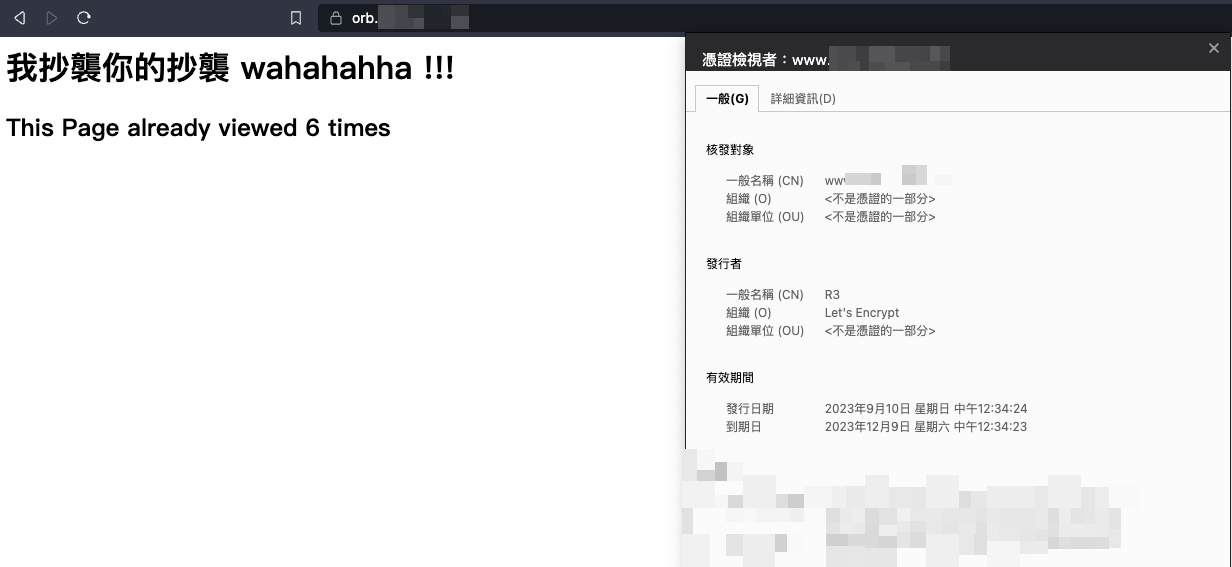 orb.
我抄襲你的抄襲 wahahahha !!!
This Page already viewed 6 times
憑證檢視者：www.
一般(G) 詳細資訊(D)
核發對象
一般名稱 (CN) www
組織 (O) <不是憑證的一部分>
組織單位 (OU) <不是憑證的一部分>
發行者
一般名稱 (CN) R3
組織 (O) Let's Encrypt
組織單位 (OU) <不是憑證的一部分>
有效期間
發行日期 2023年9月10日 星期日 中午12:34:24
到期日 2023年12月9日 星期六 中午12:34:23